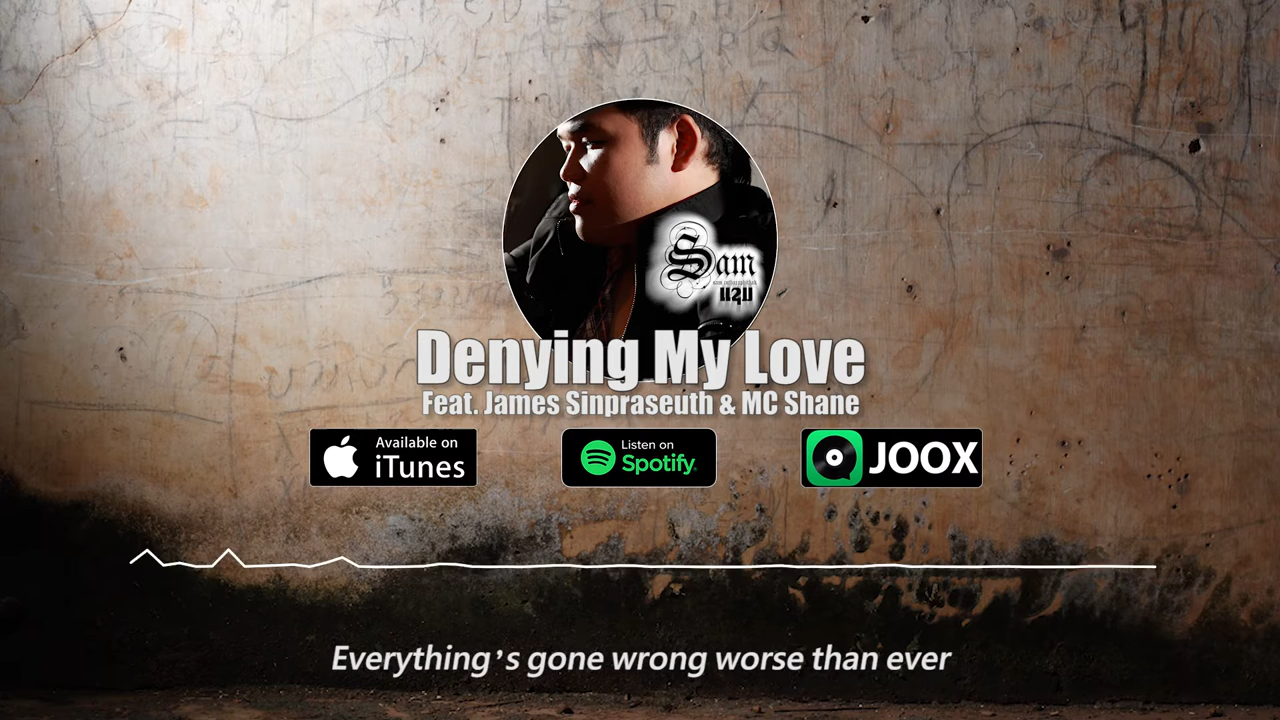 Sam
แซม
Denying My Love
Feat. James Sinpraseuth & MC Shane
Available on
iTunes
Listen on
Spotify
JOOX
Everything's gone wrong worse than ever